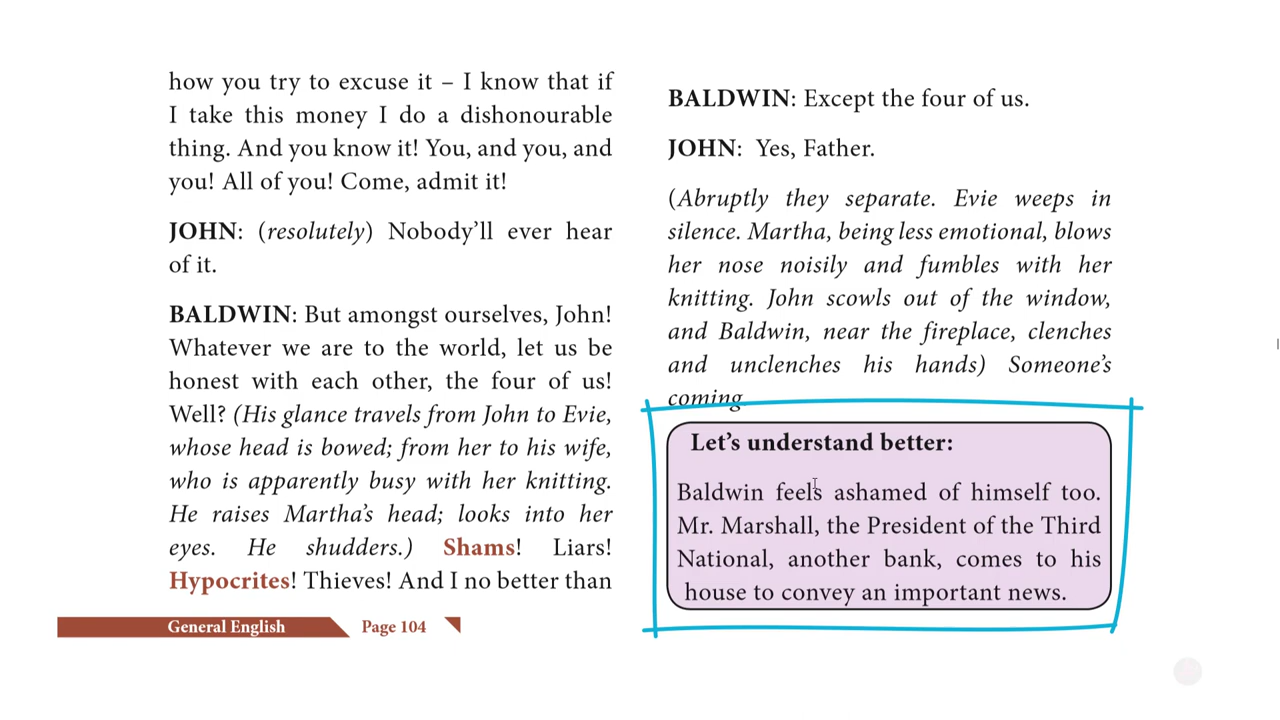 how you try to excuse it – I know that if
I take this money I do a dishonourable
thing. And you know it! You, and you, and
you! All of you! Come, admit it!
JOHN: (resolutely) Nobody’ll ever hear
of it.
BALDWIN: But amongst ourselves, John!
Whatever we are to the world, let us be
honest with each other, the four of us!
Well? (His glance travels from John to Evie,
whose head is bowed; from her to his wife,
who is apparently busy with her knitting.
He raises Martha’s head; looks into her
eyes. He shudders.) Shams! Liars!
Hypocrites! Thieves! And I no better than
General English Page 104
BALDWIN: Except the four of us.
JOHN: Yes, Father.
(Abruptly they separate. Evie weeps in
silence. Martha, being less emotional, blows
her nose noisily and fumbles with her
knitting. John scowls out of the window,
and Baldwin, near the fireplace, clenches
and unclenches his hands) Someone’s
coming.
Let’s understand better:
Baldwin feels ashamed of himself too.
Mr. Marshall, the President of the Third
National, another bank, comes to his
house to convey an important news.